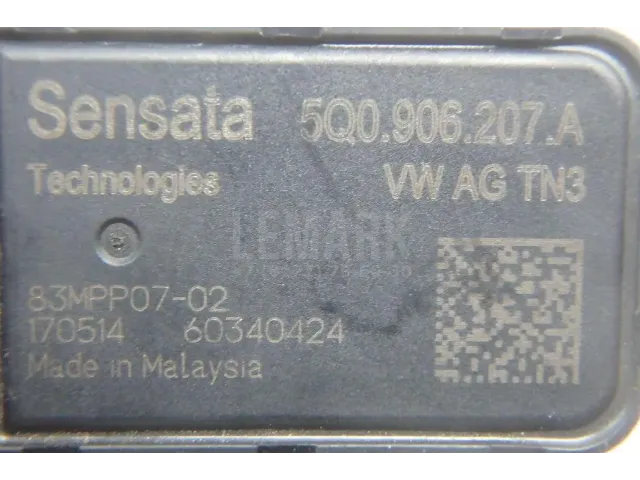 Sensata 5Q0.906.207.A
Technologies VW AG TN3
LEMARK
83MPP07-02
170514 60340424
Made in Malaysia